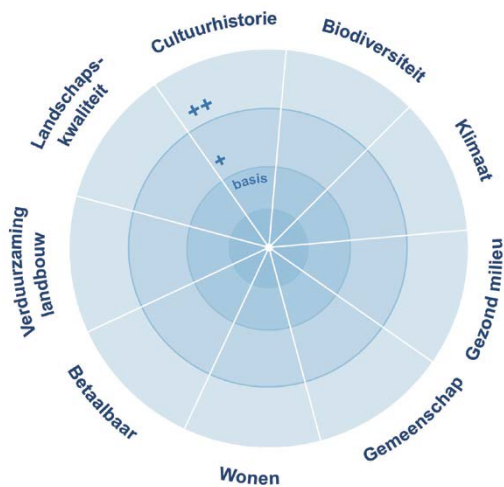 Cultuurhistorie
Biodiversiteit
Klimaat
Gezond milieu
Gemeenschap
Wonen
Betaalbaar
Verduurzaming
landbouw
Landschaps-
kwaliteit
++
+
basis